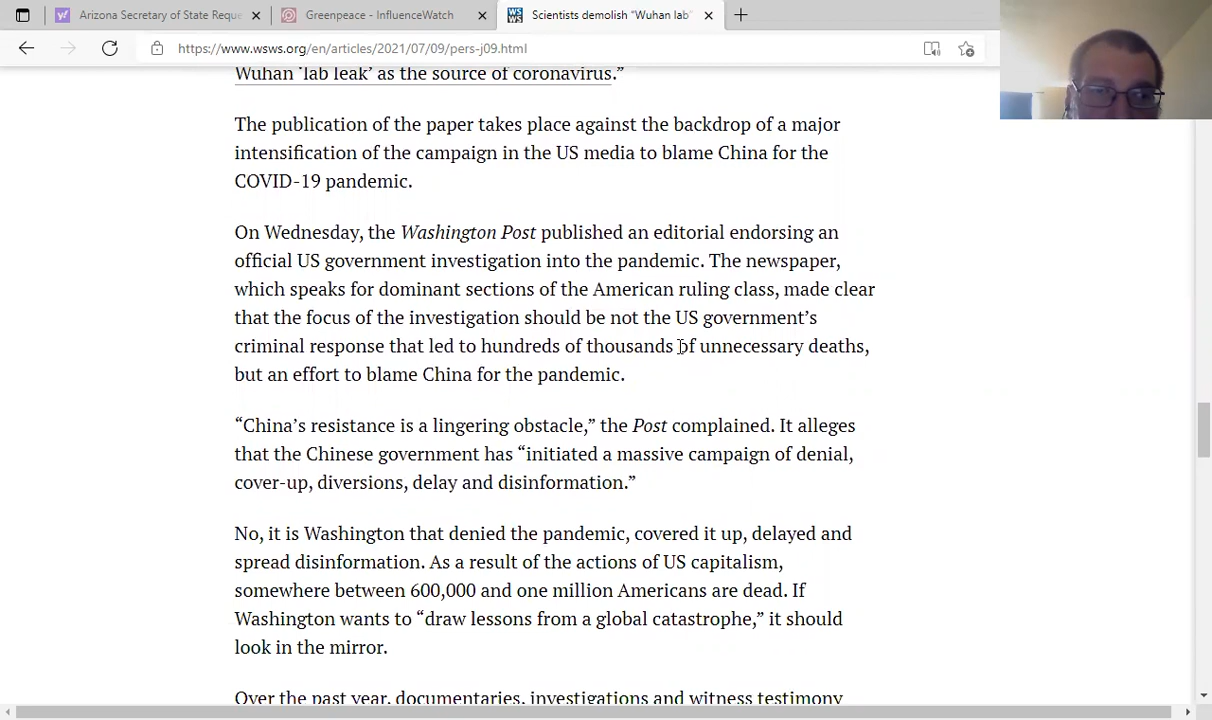 Arizona Secretary of State Reque
Greenpeace - InfluenceWatch
Scientists demolish "Wuhan lab"
https://www.wsws.org/en/articles/2021/07/09/pers-j09.html
Wuhan 'lab leak' as the source of coronavirus.”
The publication of the paper takes place against the backdrop of a major
intensification of the campaign in the US media to blame China for the
COVID-19 pandemic.
On Wednesday, the Washington Post published an editorial endorsing an
official US government investigation into the pandemic. The newspaper,
which speaks for dominant sections of the American ruling class, made clear
that the focus of the investigation should be not the US government’s
criminal response that led to hundreds of thousands of unnecessary deaths,
but an effort to blame China for the pandemic.
“China’s resistance is a lingering obstacle,” the Post complained. It alleges
that the Chinese government has “initiated a massive campaign of denial,
cover-up, diversions, delay and disinformation.”
No, it is Washington that denied the pandemic, covered it up, delayed and
spread disinformation. As a result of the actions of US capitalism,
somewhere between 600,000 and one million Americans are dead. If
Washington wants to “draw lessons from a global catastrophe,” it should
look in the mirror.
Over the past year, documentaries, investigations and witness testimony